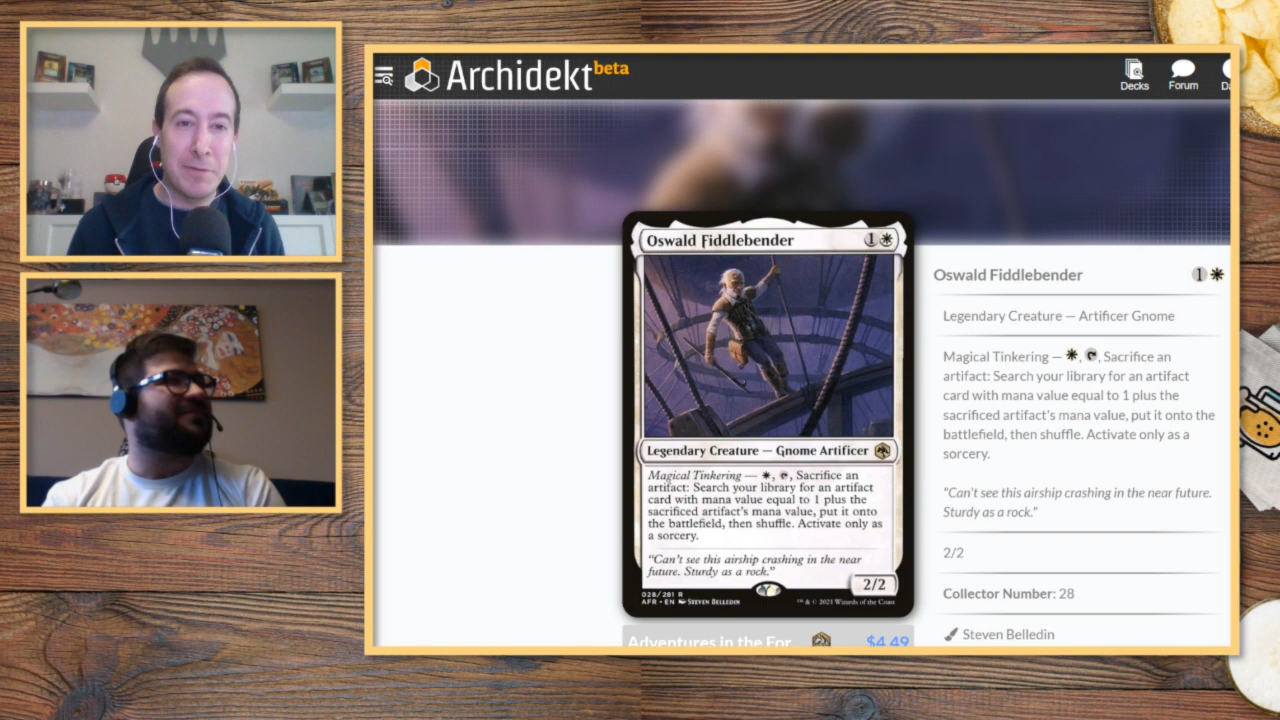 Archidekt beta
Decks
Forum
Oswald Fiddlebender
Legendary Creature — Gnome Artificer
Magical Tinkering — , , Sacrifice an
artifact: Search your library for an artifact
card with mana value equal to 1 plus the
sacrificed artifact's mana value, put it onto
the battlefield, then shuffle. Activate only as
a sorcery.
"Can't see this airship crashing in the near
future. Sturdy as a rock."
2/2
028/281 R
AFR • EN Steven Belledin
™ & © 2021 Wizards of the Coast
Adventures in the For
$4.49
Oswald Fiddlebender 1
Legendary Creature — Artificer Gnome
Magical Tinkering — , , Sacrifice an
artifact: Search your library for an artifact
card with mana value equal to 1 plus the
sacrificed artifact's mana value, put it onto the
battlefield, then shuffle. Activate only as a
sorcery.
"Can't see this airship crashing in the near future.
Sturdy as a rock."
2/2
Collector Number: 28
Steven Belledin